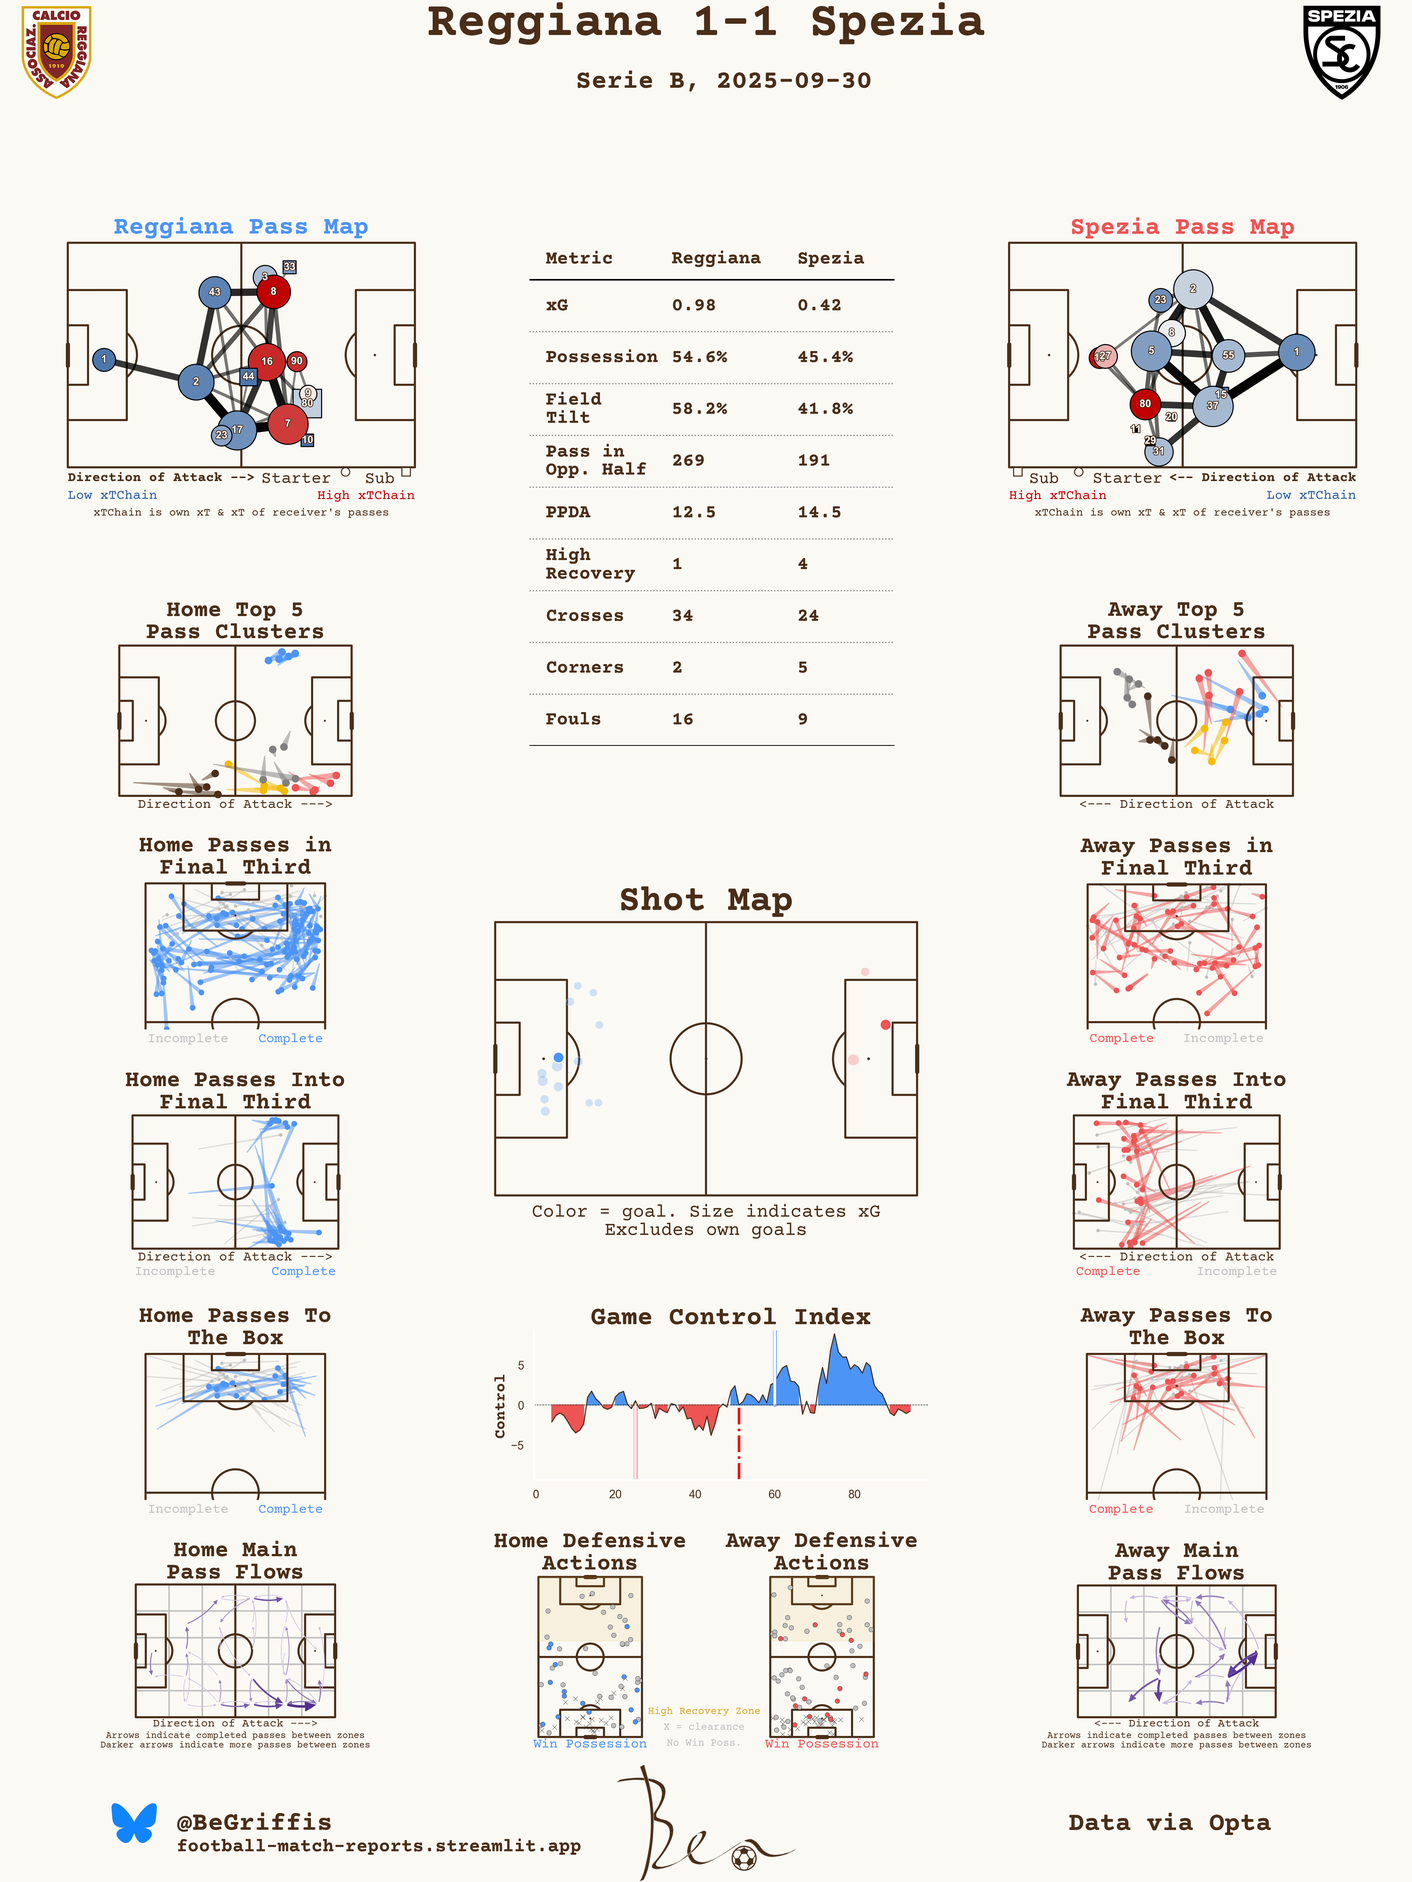 Reggiana 1-1 Spezia
Serie B, 2025-09-30
CALCIO
REGGIANA
ASSOCIAZ.
1919
SPEZIA
SC
1906
Reggiana Pass Map
43
3
33
8
1
2
16
90
44
9
80
7
17
23
10
Direction of Attack --> Starter Sub
Low xTChain High xTChain
xTChain is own xT & xT of receiver's passes
Metric Reggiana Spezia
xG 0.98 0.42
Possession 54.6% 45.4%
Field
Tilt 58.2% 41.8%
Pass in
Opp. Half 269 191
PPDA 12.5 14.5
High
Recovery 1 4
Crosses 34 24
Corners 2 5
Fouls 16 9
Spezia Pass Map
2
23
8
5
55
1
27
80
37
15
20
11
29
31
Sub Starter <-- Direction of Attack
High xTChain Low xTChain
xTChain is own xT & xT of receiver's passes
Home Top 5
Pass Clusters
Direction of Attack --->
Away Top 5
Pass Clusters
<--- Direction of Attack
Home Passes in
Final Third
Incomplete Complete
Away Passes in
Final Third
Complete Incomplete
Shot Map
Color = goal. Size indicates xG
Excludes own goals
Home Passes Into
Final Third
Direction of Attack --->
Incomplete Complete
Away Passes Into
Final Third
<--- Direction of Attack
Complete Incomplete
Home Passes To
The Box
Incomplete Complete
Game Control Index
Control
5
0
−5
0 20 40 60 80
Away Passes To
The Box
Complete Incomplete
Home Main
Pass Flows
Direction of Attack --->
Arrows indicate completed passes between zones
Darker arrows indicate more passes between zones
Home Defensive
Actions
Win Possession
Away Defensive
Actions
Win Possession
High Recovery Zone
X = clearance
No Win Poss.
Away Main
Pass Flows
<--- Direction of Attack
Arrows indicate completed passes between zones
Darker arrows indicate more passes between zones
@BeGriffis
football-match-reports.streamlit.app
Ben
Data via Opta